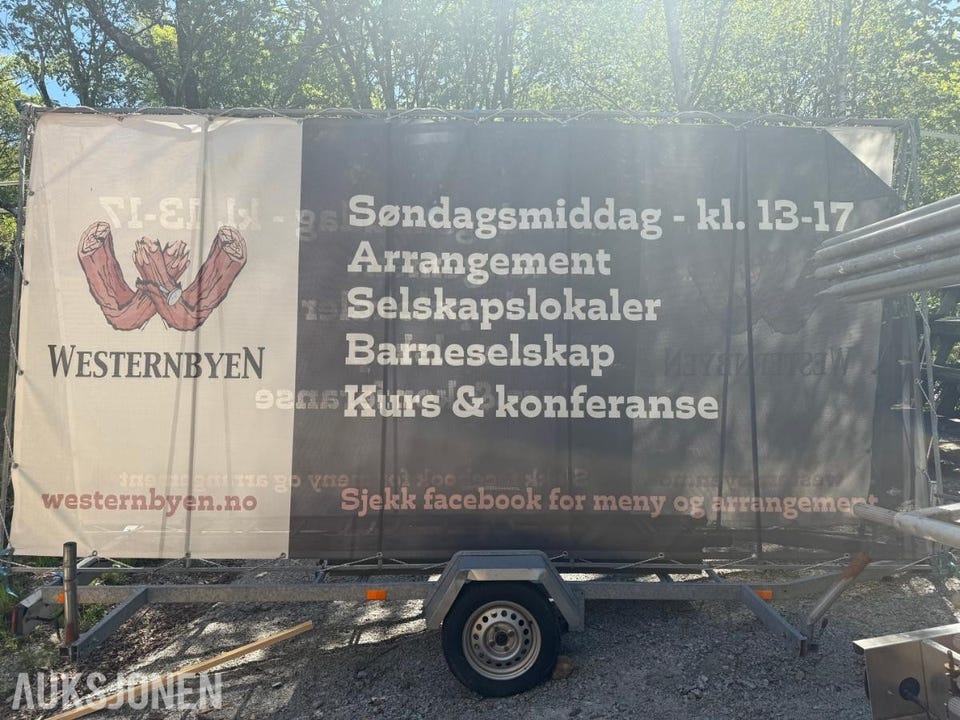 Søndagsmiddag - kl. 13-17
Arrangement
Selskapslokaler
Barneselskap
Kurs & konferanse
WESTERNBYEN
westernbyen.no
Sjekk facebook for meny og arrangement
AUKSJONEN